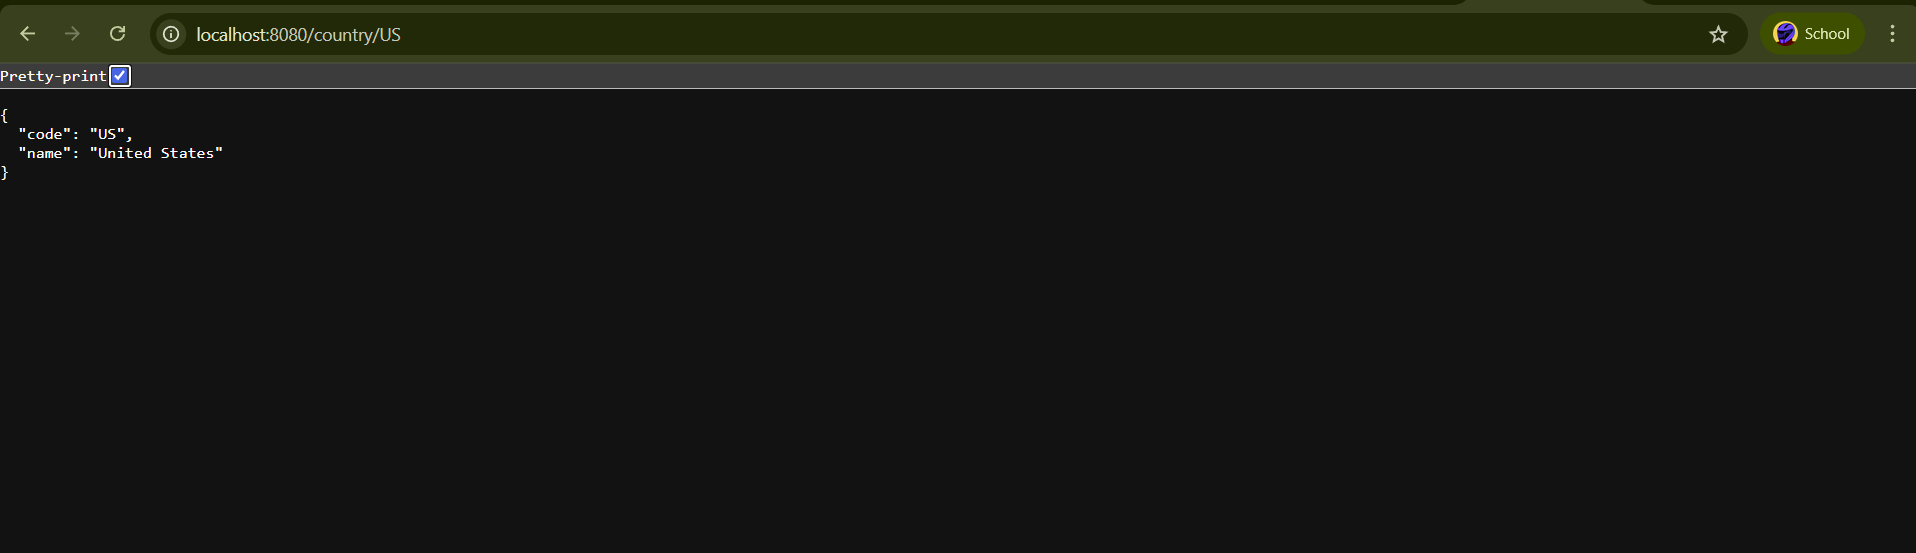 localhost:8080/country/US
School
Pretty-print
{
  "code": "US",
  "name": "United States"
}